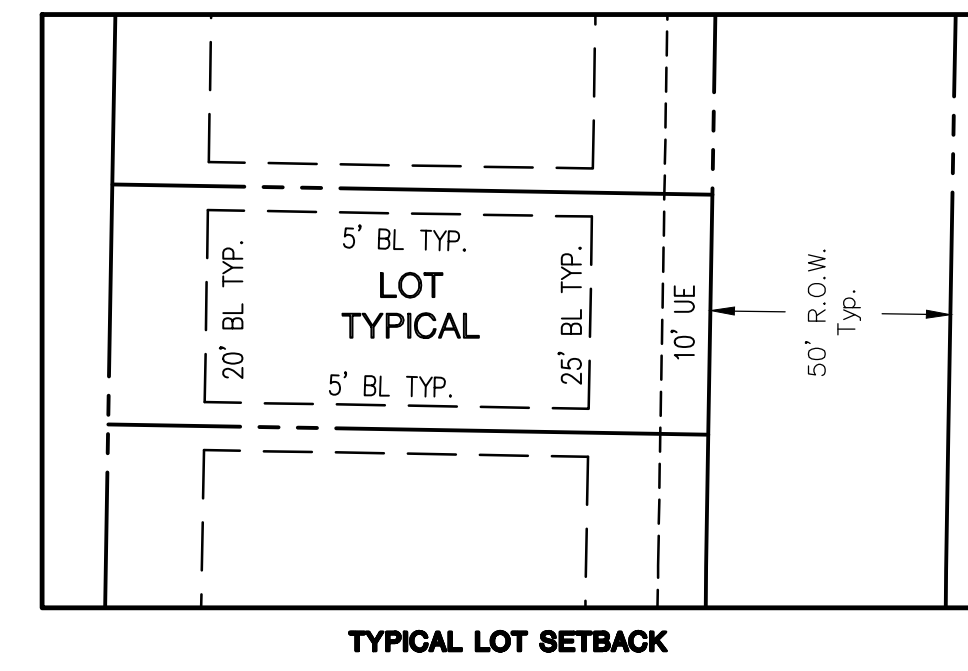 5' BL TYP.
20' BL TYP.
LOT
TYPICAL
25' BL TYP.
10' UE
50' R.O.W.
Typ.
5' BL TYP.
TYPICAL LOT SETBACK